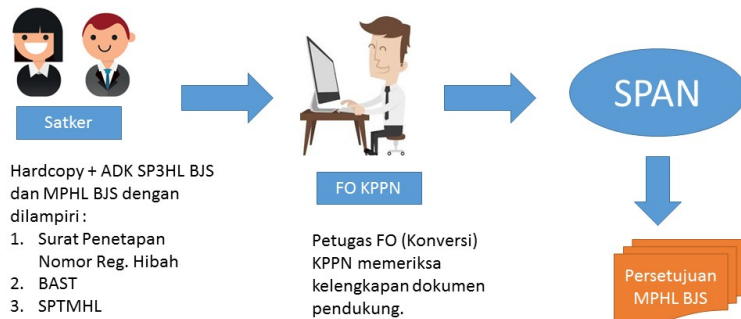 Satker
Hardcopy + ADK SP3HL BJS
dan MPHL BJS dengan
dilampiri :
1. Surat Penetapan
Nomor Reg. Hibah
2. BAST
3. SPTMHL
FO KPPN
Petugas FO (Konversi)
KPPN memeriksa
kelengkapan dokumen
pendukung.
SPAN
Persetujuan
MPHL BJS